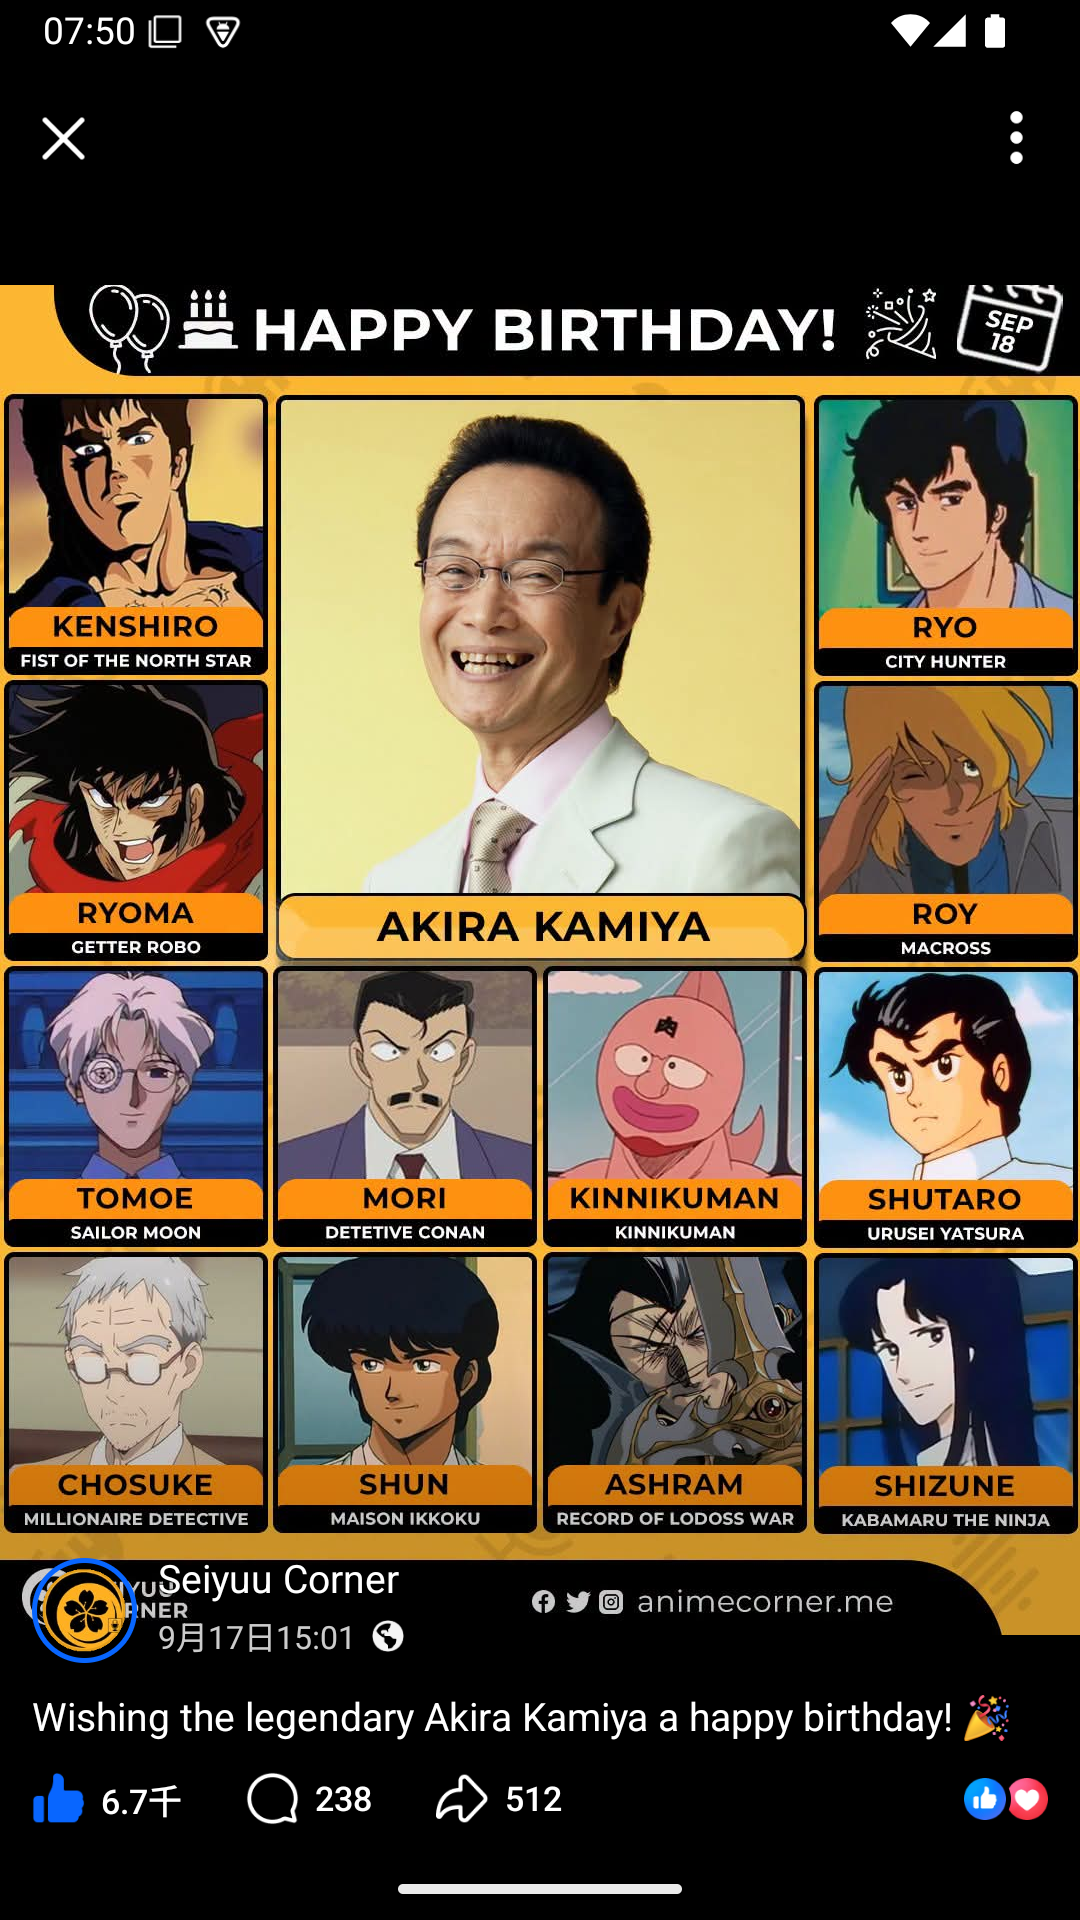 07:50
HAPPY BIRTHDAY!
SEP
18
KENSHIRO
FIST OF THE NORTH STAR
RYO
CITY HUNTER
RYOMA
GETTER ROBO
AKIRA KAMIYA
ROY
MACROSS
肉
TOMOE
SAILOR MOON
MORI
DETETIVE CONAN
KINNIKUMAN
KINNIKUMAN
SHUTARO
URUSEI YATSURA
CHOSUKE
MILLIONAIRE DETECTIVE
SHUN
MAISON IKKOKU
ASHRAM
RECORD OF LODOSS WAR
SHIZUNE
KABAMARU THE NINJA
Seiyuu Corner
animecorner.me
9月17日15:01
Wishing the legendary Akira Kamiya a happy birthday! 🎉
6.7千
238
512